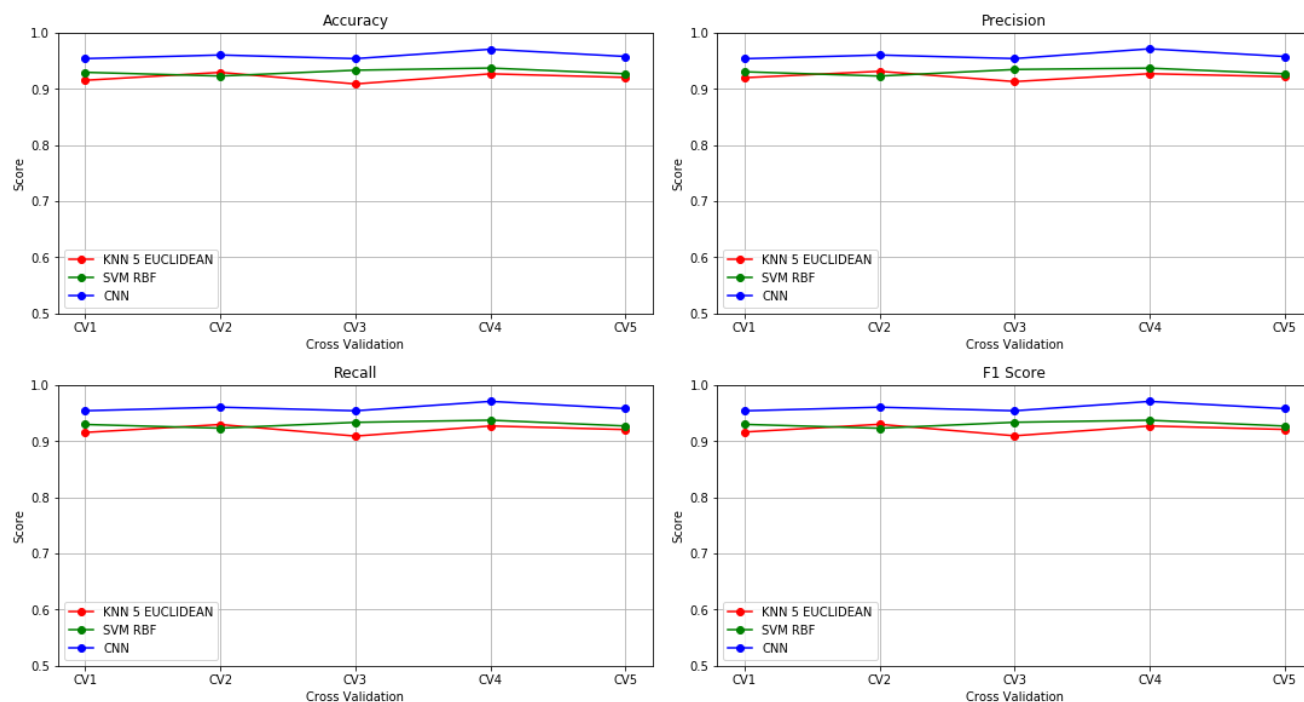 Accuracy
1.0
0.9
0.8
0.7
0.6
0.5
Score
KNN 5 EUCLIDEAN
SVM RBF
CNN
CV1 CV2 CV3 CV4 CV5
Cross Validation
Precision
1.0
0.9
0.8
0.7
0.6
0.5
Score
KNN 5 EUCLIDEAN
SVM RBF
CNN
CV1 CV2 CV3 CV4 CV5
Cross Validation
Recall
1.0
0.9
0.8
0.7
0.6
0.5
Score
KNN 5 EUCLIDEAN
SVM RBF
CNN
CV1 CV2 CV3 CV4 CV5
Cross Validation
F1 Score
1.0
0.9
0.8
0.7
0.6
0.5
Score
KNN 5 EUCLIDEAN
SVM RBF
CNN
CV1 CV2 CV3 CV4 CV5
Cross Validation